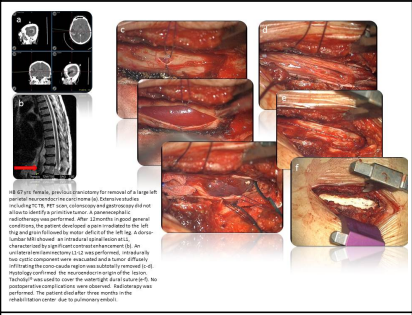 a
b
c
d
e
f
HB 67 yrs female, previous craniotomy for removal of a large left
parietal neuroendocrine carcinoma (a). Extensive studies
including TC TB, PET scan, colonscopy and gastroscopy did not
allow to identify a primitive tumor. A panencephalic
radiotherapy was performed. After 12months in good general
conditions, the patient developed a pain irradiated to the left
thig and groin followed by motor deficit of the left leg. A dorso-
lumbar MRI showed an intradural spinal lesion at L1,
characterized by significant contrast enhancement (b). An
unilateral emilaminectomy L1-L2 was performed, Intradurally
two cystic component were evacuated and a tumor diffusely
infiltrating the cono-cauda region was subtotally removed (c-d).
Histology confirmed the neuroendocrine origin of the lesion.
TachoSyl® was used to cover the watertight dural suture (e-f). No
postoperative complications were observed. Radiotherapy was
performed. The patient died after three months in the
rehabilitation center due to pulmonary emboli.